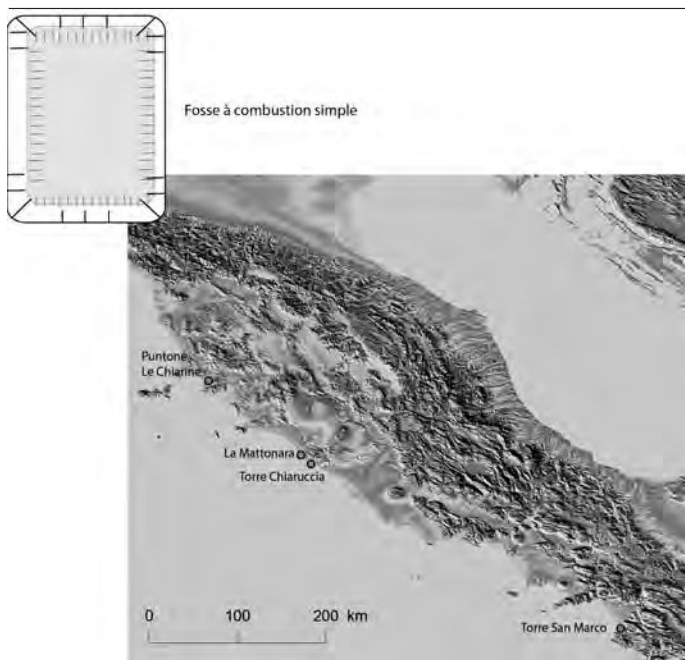 Fosse à combustion simple
Puntone,
Le Chiarine
La Mattonara
Torre Chiaruccia
0 100 200 km
Torre San Marco